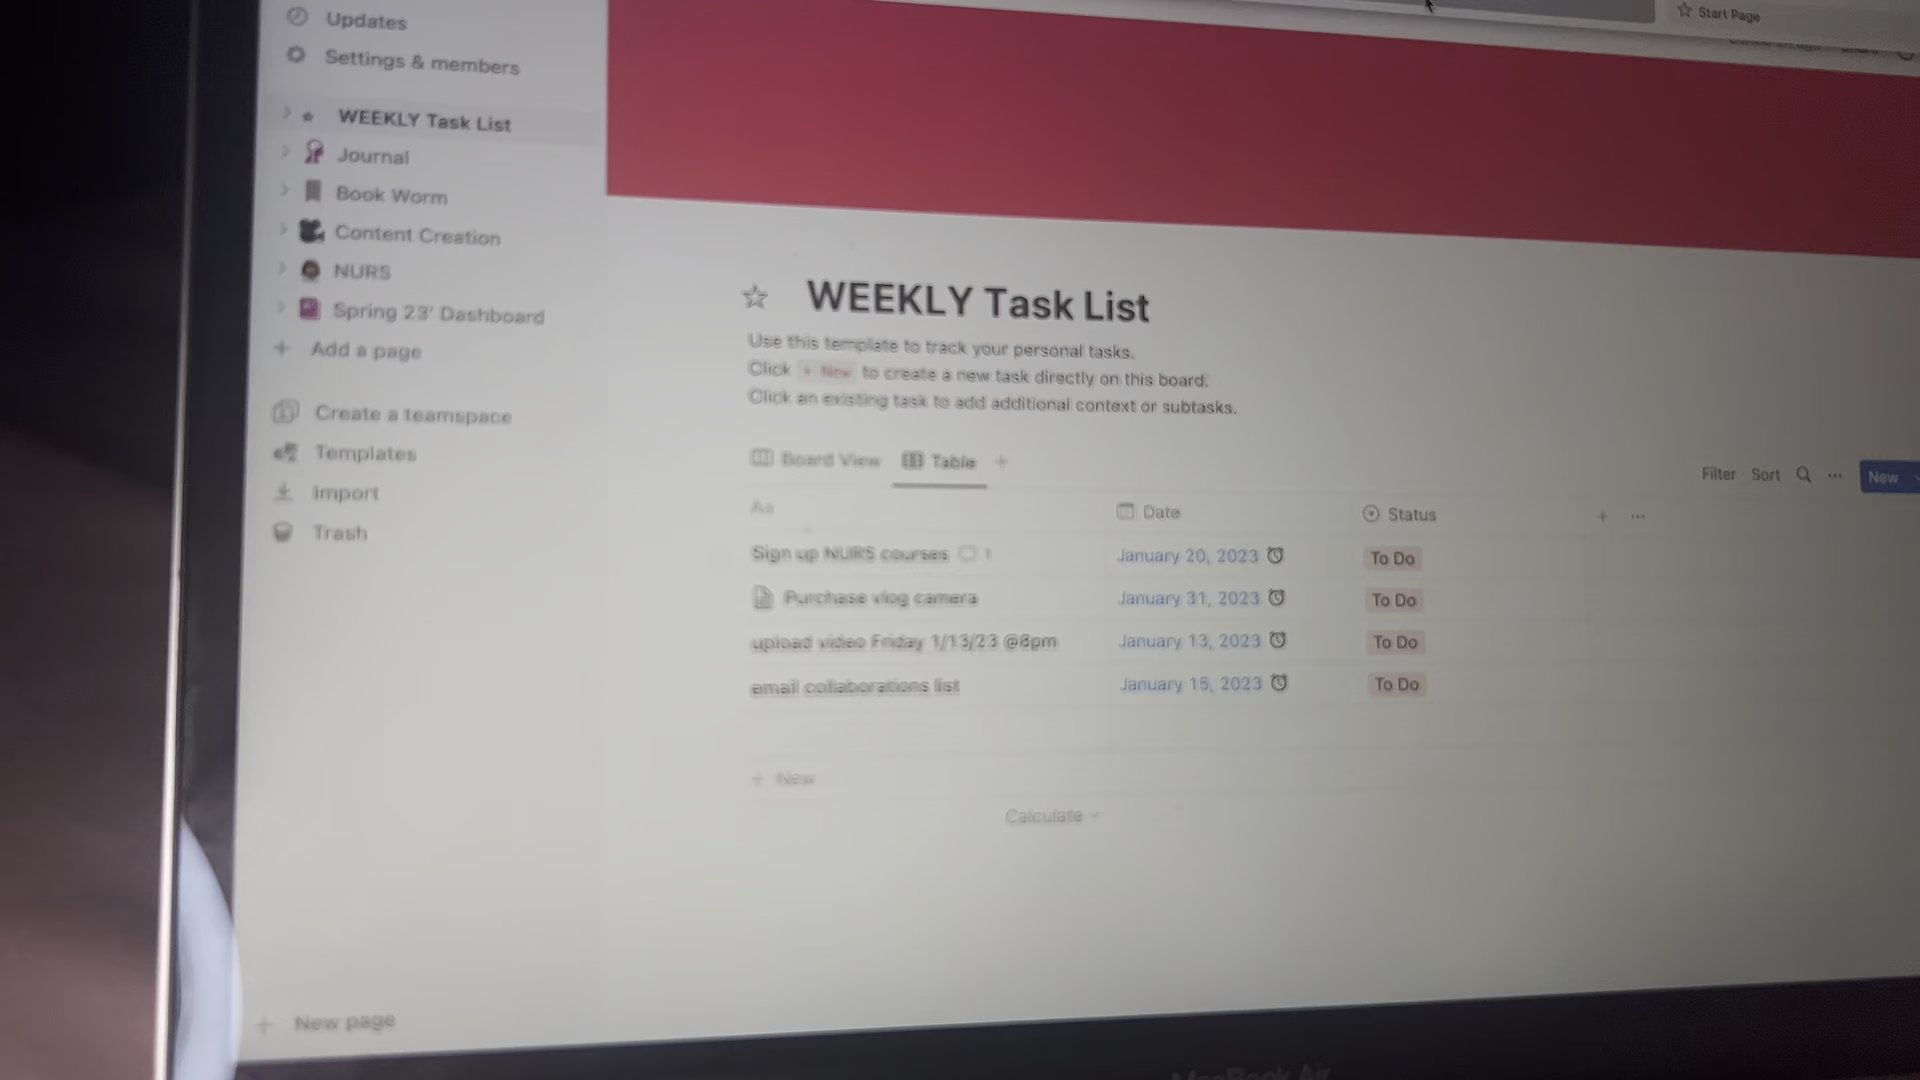 Start Page
Updates
Settings & members
WEEKLY Task List
Journal
Book Worm
Content Creation
NURS
Spring 23' Dashboard
+ Add a page
Create a teamspace
Templates
Import
Trash
+ New page
WEEKLY Task List
Use this template to track your personal tasks.
Click + New to create a new task directly on this board.
Click an existing task to add additional context or subtasks.
Board View Table +
Filter Sort ... New
Aa Date Status + ...
Sign up NURS courses 1 January 20, 2023 To Do
Purchase vlog camera January 31, 2023 To Do
upload video Friday 1/13/23 @8pm January 13, 2023 To Do
email collaborations list January 15, 2023 To Do
+ New
Calculate
MacBook Air